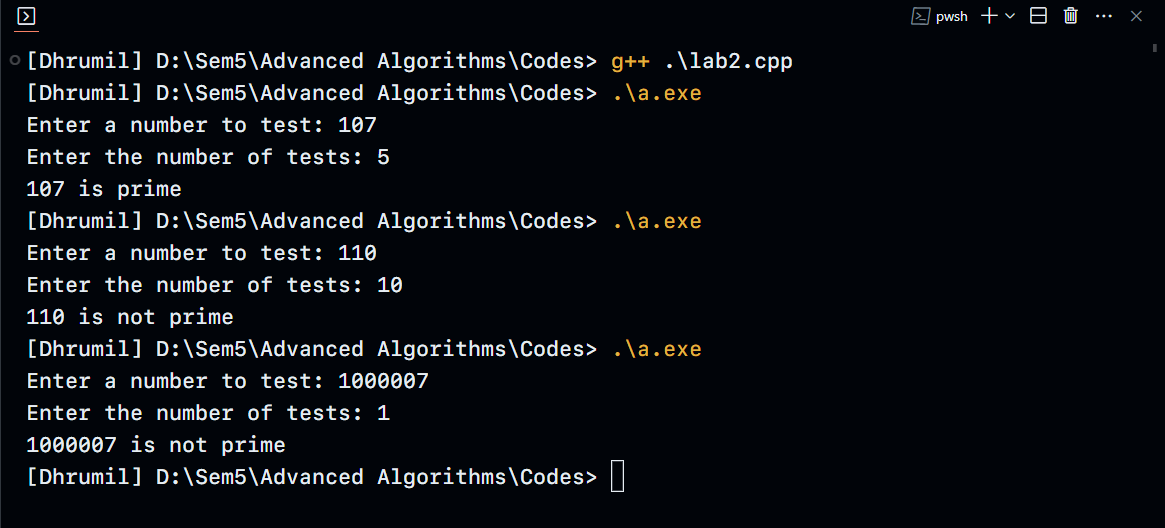 pwsh
[Dhrumil] D:\Sem5\Advanced Algorithms\Codes> g++ .\lab2.cpp
[Dhrumil] D:\Sem5\Advanced Algorithms\Codes> .\a.exe
Enter a number to test: 107
Enter the number of tests: 5
107 is prime
[Dhrumil] D:\Sem5\Advanced Algorithms\Codes> .\a.exe
Enter a number to test: 110
Enter the number of tests: 10
110 is not prime
[Dhrumil] D:\Sem5\Advanced Algorithms\Codes> .\a.exe
Enter a number to test: 1000007
Enter the number of tests: 1
1000007 is not prime
[Dhrumil] D:\Sem5\Advanced Algorithms\Codes>